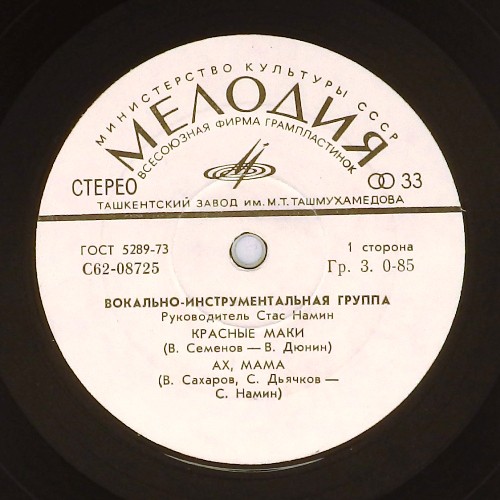 МИНИСТЕРСТВО КУЛЬТУРЫ СССР
МЕЛОДИЯ
ВСЕСОЮЗНАЯ ФИРМА ГРАМПЛАСТИНОК
СТЕРЕО 33
ТАШКЕНТСКИЙ ЗАВОД ИМ. М.Т. ТАШМУХАМЕДОВА
ГОСТ 5289-73 1 сторона
С62-08725 Гр. 3. 0-85
ВОКАЛЬНО-ИНСТРУМЕНТАЛЬНАЯ ГРУППА
Руководитель Стас Намин
КРАСНЫЕ МАКИ
(В. Семенов — В. Дюнин)
АХ, МАМА
(В. Сахаров, С. Дьячков —
С. Намин)